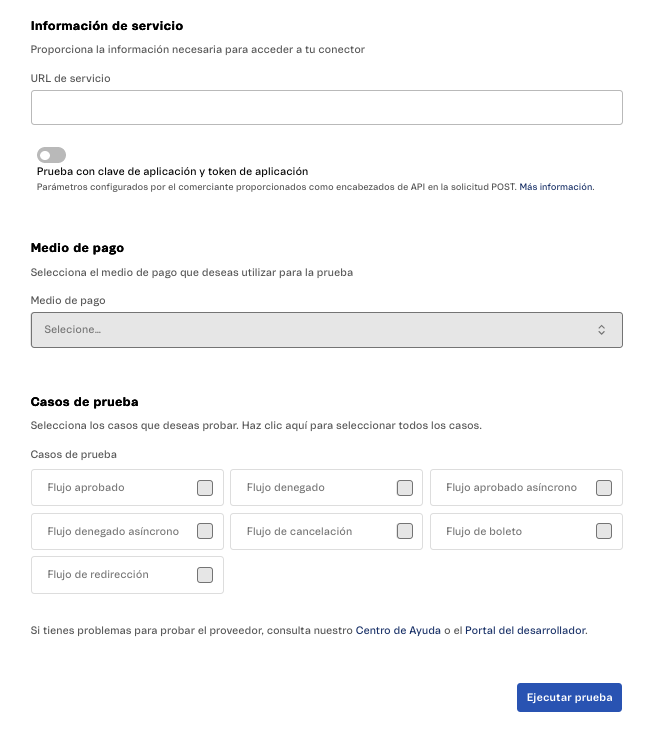 Información de servicio
Proporciona la información necesaria para acceder a tu conector
URL de servicio
Prueba con clave de aplicación y token de aplicación
Parámetros configurados por el comerciante proporcionados como encabezados de API en la solicitud POST. Más información.
Medio de pago
Selecciona el medio de pago que deseas utilizar para la prueba
Medio de pago
Selecione...
Casos de prueba
Selecciona los casos que deseas probar. Haz clic aquí para seleccionar todos los casos.
Casos de prueba
Flujo aprobado
Flujo denegado
Flujo aprobado asíncrono
Flujo denegado asíncrono
Flujo de cancelación
Flujo de boleto
Flujo de redirección
Si tienes problemas para probar el proveedor, consulta nuestro Centro de Ayuda o el Portal del desarrollador.
Ejecutar prueba